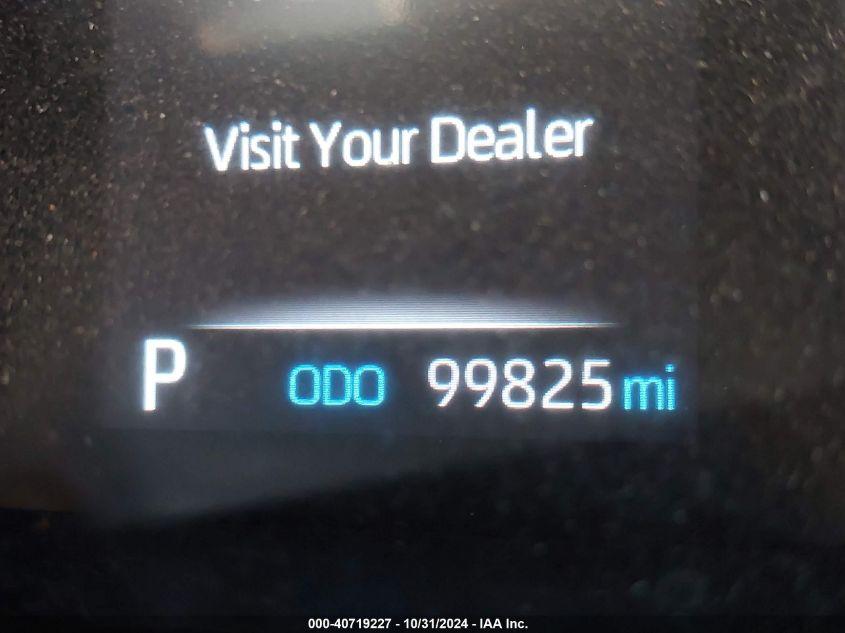 Visit Your Dealer
P ODO 99825 mi
000-40719227 - 10/31/2024 - IAA Inc.